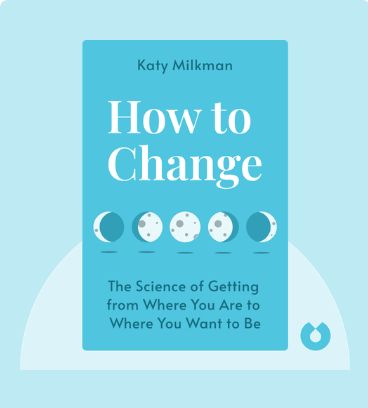 Katy Milkman
How to
Change
The Science of Getting
from Where You Are to
Where You Want to Be